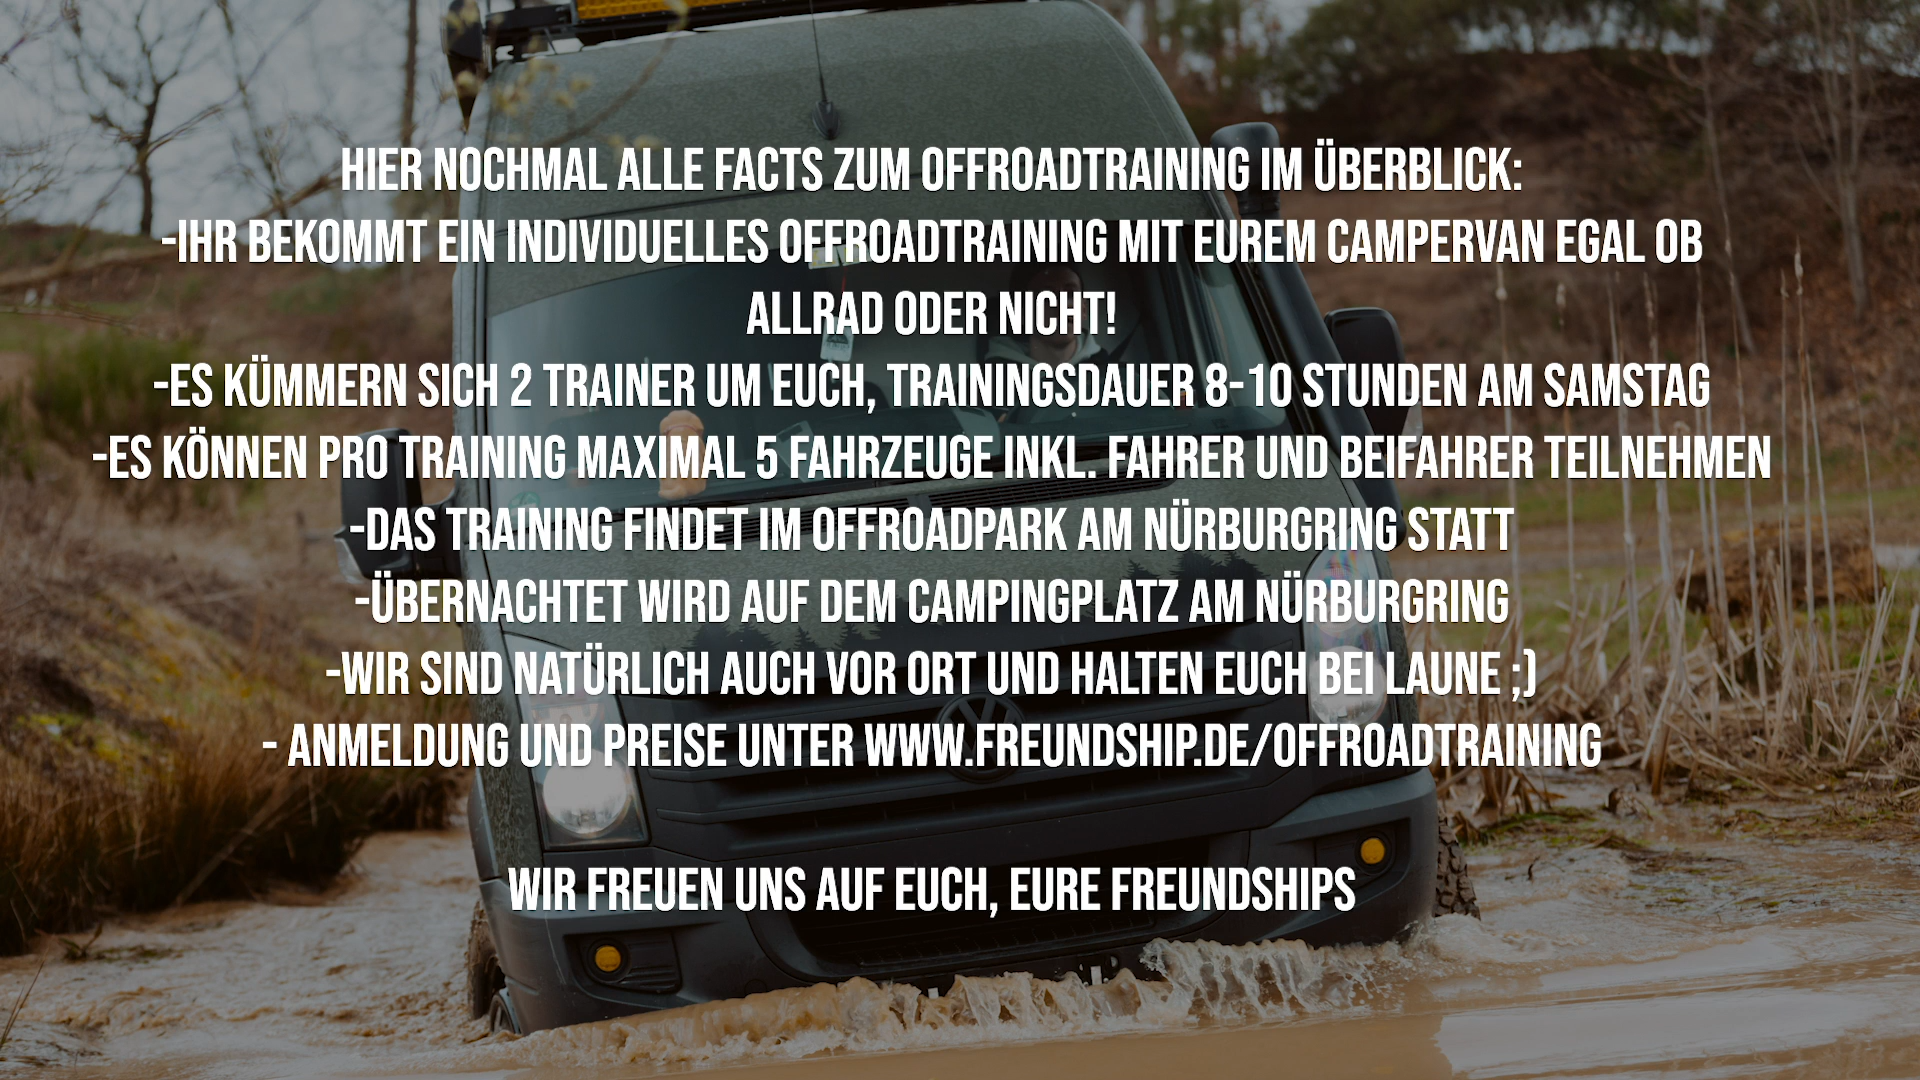 HIER NOCHMAL ALLE FACTS ZUM OFFROADTRAINING IM ÜBERBLICK:
-IHR BEKOMMT EIN INDIVIDUELLES OFFROADTRAINING MIT EUREM CAMPERVAN EGAL OB
ALLRAD ODER NICHT!
-ES KÜMMERN SICH 2 TRAINER UM EUCH, TRAININGSDAUER 8-10 STUNDEN AM SAMSTAG
-ES KÖNNEN PRO TRAINING MAXIMAL 5 FAHRZEUGE INKL. FAHRER UND BEIFAHRER TEILNEHMEN
-DAS TRAINING FINDET IM OFFROADPARK AM NÜRBURGRING STATT
-ÜBERNACHTET WIRD AUF DEM CAMPINGPLATZ AM NÜRBURGRING
-WIR SIND NATÜRLICH AUCH VOR ORT UND HALTEN EUCH BEI LAUNE ;)
- ANMELDUNG UND PREISE UNTER WWW.FREUNDSHIP.DE/OFFROADTRAINING
WIR FREUEN UNS AUF EUCH, EURE FREUNDSHIPS